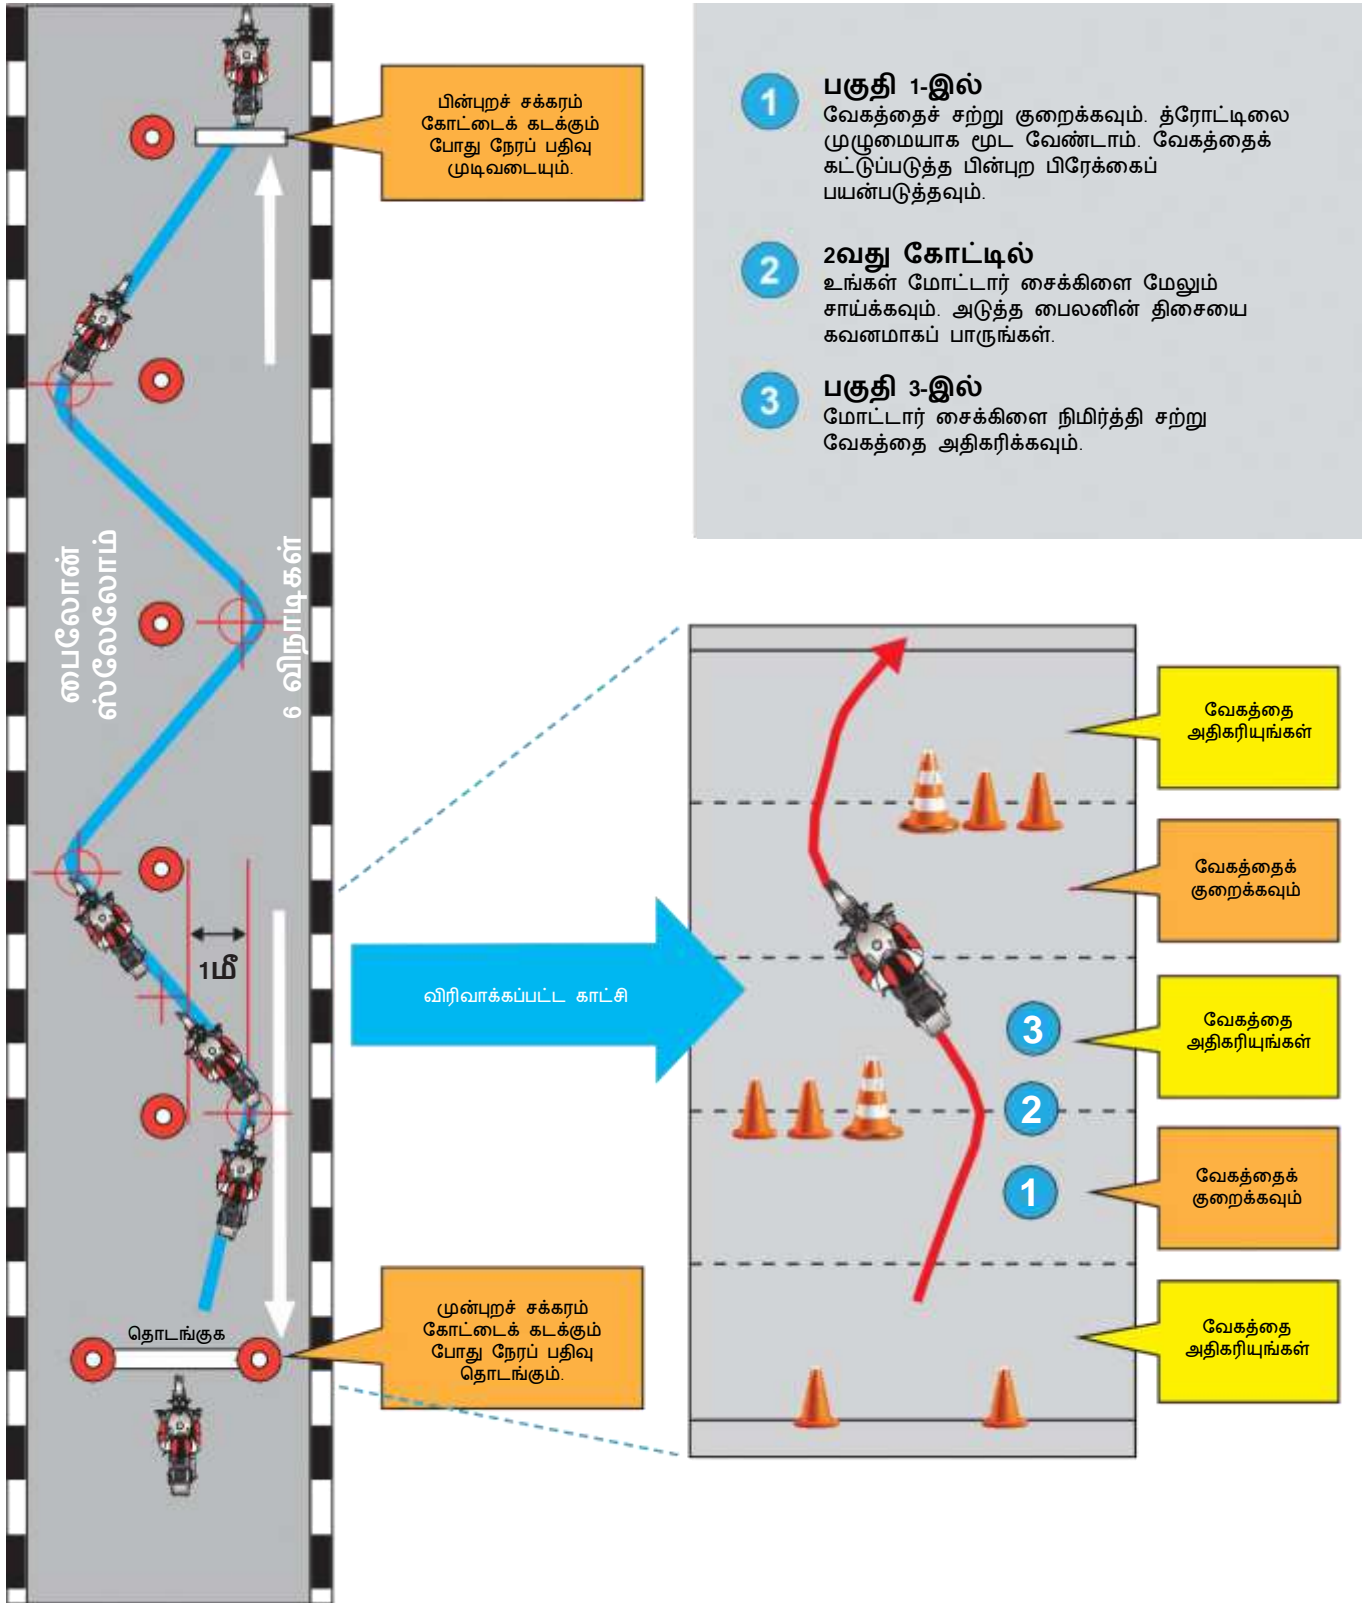 பின்புறச் சக்கரம்
கோட்டைக் கடக்கும்
போது நேரப் பதிவு
முடிவடையும்.
1
பகுதி 1-இல்
வேகத்தைச் சற்று குறைக்கவும். த்ரோட்டிலை
முழுமையாக மூட வேண்டாம். வேகத்தைக்
கட்டுப்படுத்த பின்புற பிரேக்கைப்
பயன்படுத்தவும்.
2
2வது கோட்டில்
உங்கள் மோட்டார் சைக்கிளை மேலும்
சாய்க்கவும். அடுத்த பைலனின் திசையை
கவனமாகப் பாருங்கள்.
3
பகுதி 3-இல்
மோட்டார் சைக்கிளை நிமிர்த்தி சற்று
வேகத்தை அதிகரிக்கவும்.
பைலோன்
ஸ்லேலோம்
6 விநாடிகள்
1மீ
விரிவாக்கப்பட்ட காட்சி
வேகத்தை
அதிகரியுங்கள்
வேகத்தைக்
குறைக்கவும்
3
வேகத்தை
அதிகரியுங்கள்
2
1
வேகத்தைக்
குறைக்கவும்
வேகத்தை
அதிகரியுங்கள்
தொடங்குக
முன்புறச் சக்கரம்
கோட்டைக் கடக்கும்
போது நேரப் பதிவு
தொடங்கும்.